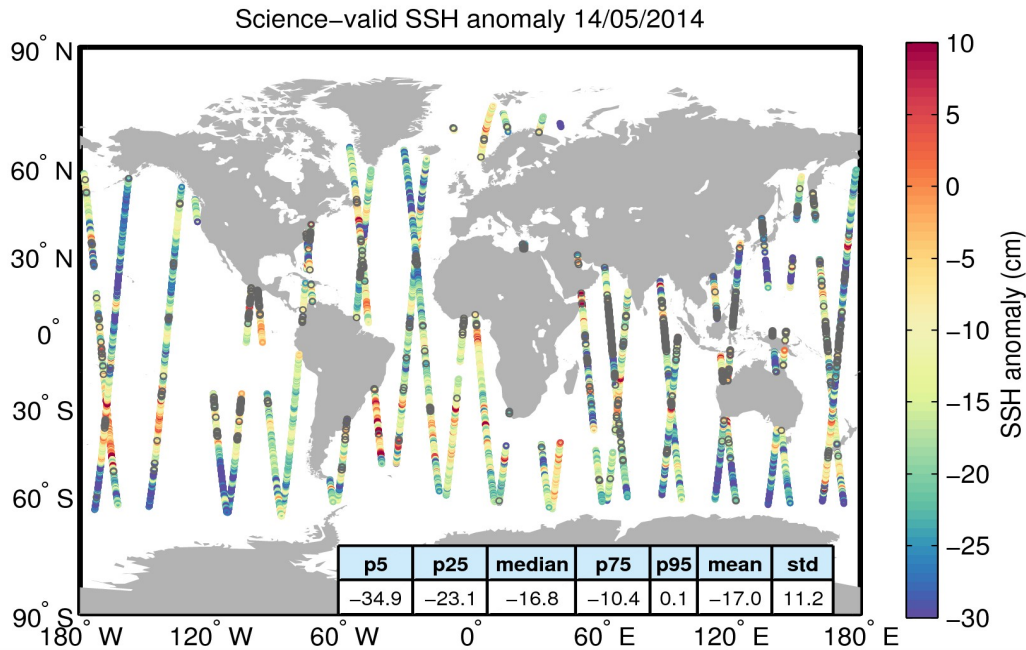 Science−valid SSH anomaly 14/05/2014
90° N
60° N
30° N
0°
30° S
60° S
90° S
180° W
120° W
60° W
0°
60° E
120° E
180° E
p5 p25 median p75 p95 mean std
−34.9 −23.1 −16.8 −10.4 0.1 −17.0 11.2
10
5
0
−5
−10
−15
−20
−25
−30
SSH anomaly (cm)